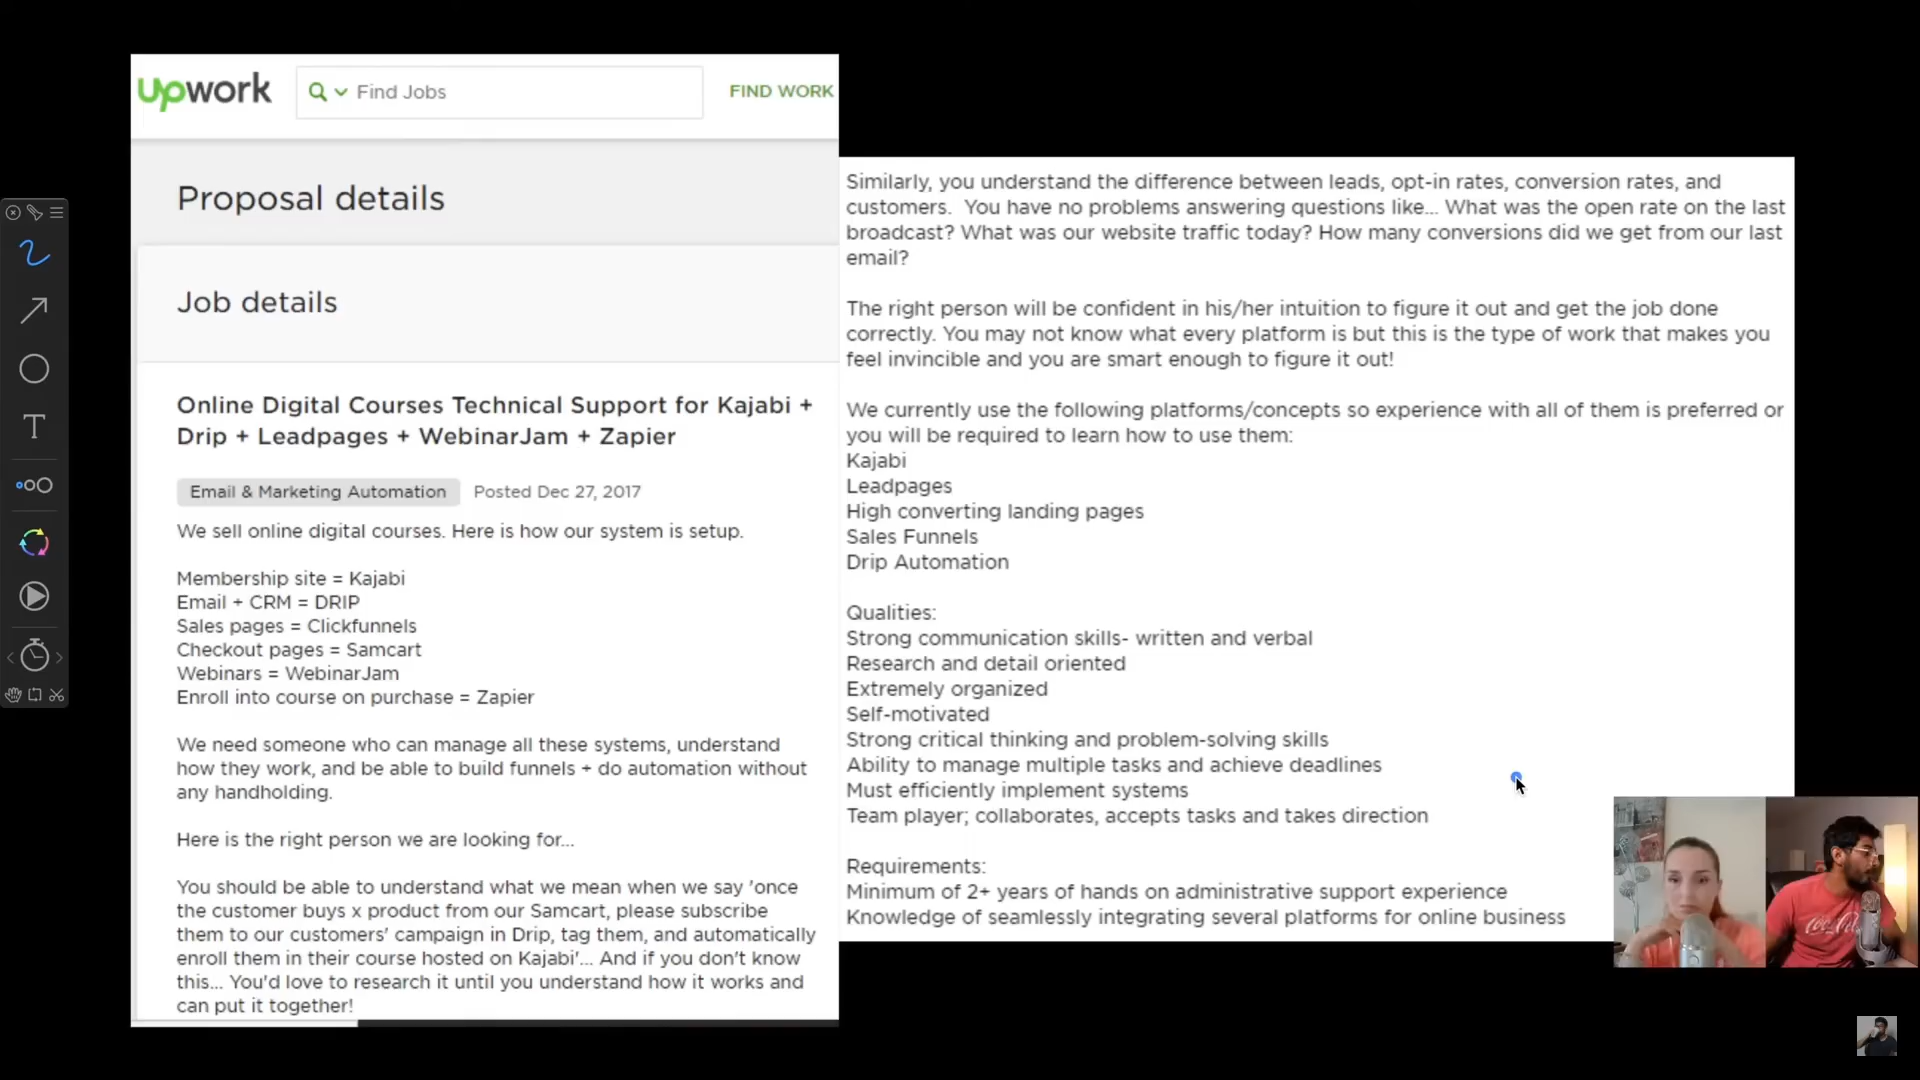 upwork
Find Jobs
FIND WORK
Proposal details
Job details
Online Digital Courses Technical Support for Kajabi +
Drip + Leadpages + WebinarJam + Zapier
Email & Marketing Automation
Posted Dec 27, 2017
We sell online digital courses. Here is how our system is setup.
Membership site = Kajabi
Email + CRM = DRIP
Sales pages = Clickfunnels
Checkout pages = Samcart
Webinars = WebinarJam
Enroll into course on purchase = Zapier
We need someone who can manage all these systems, understand
how they work, and be able to build funnels + do automation without
any handholding.
Here is the right person we are looking for...
You should be able to understand what we mean when we say 'once
the customer buys x product from our Samcart, please subscribe
them to our customers' campaign in Drip, tag them, and automatically
enroll them in their course hosted on Kajabi'... And if you don't know
this... You'd love to research it until you understand how it works and
can put it together!
Similarly, you understand the difference between leads, opt-in rates, conversion rates, and
customers.  You have no problems answering questions like... What was the open rate on the last
broadcast? What was our website traffic today? How many conversions did we get from our last
email?
The right person will be confident in his/her intuition to figure it out and get the job done
correctly. You may not know what every platform is but this is the type of work that makes you
feel invincible and you are smart enough to figure it out!
We currently use the following platforms/concepts so experience with all of them is preferred or
you will be required to learn how to use them:
Kajabi
Leadpages
High converting landing pages
Sales Funnels
Drip Automation
Qualities:
Strong communication skills- written and verbal
Research and detail oriented
Extremely organized
Self-motivated
Strong critical thinking and problem-solving skills
Ability to manage multiple tasks and achieve deadlines
Must efficiently implement systems
Team player; collaborates, accepts tasks and takes direction
Requirements:
Minimum of 2+ years of hands on administrative support experience
Knowledge of seamlessly integrating several platforms for online business
T